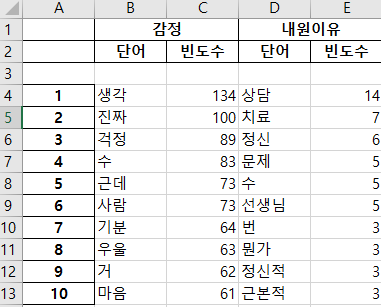 A B C D E
1 감정 내원이유
2 단어 빈도수 단어 빈도수
3
4 1 생각 134 상담 14
5 2 진짜 100 치료 7
6 3 걱정 89 정신 6
7 4 수 83 문제 5
8 5 근데 73 수 5
9 6 사람 73 선생님 5
10 7 기분 64 번 3
11 8 우울 63 뭔가 3
12 9 거 62 정신적 3
13 10 마음 61 근본적 3